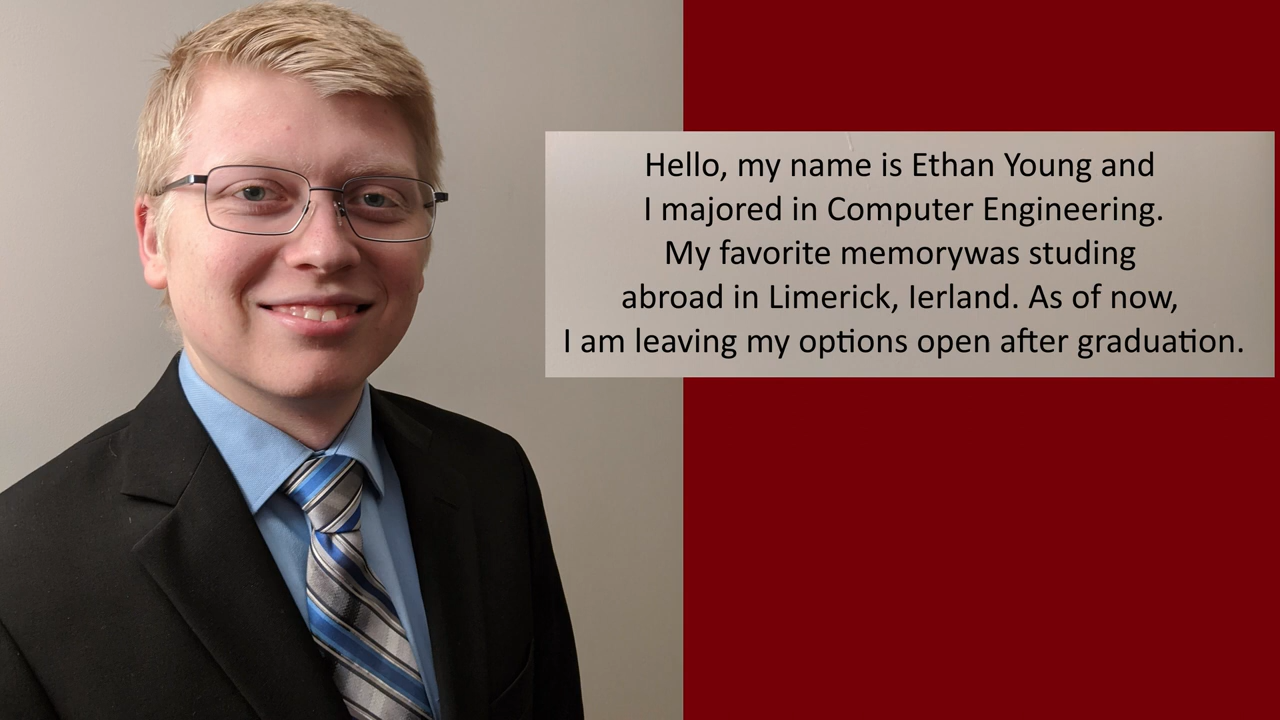 Hello, my name is Ethan Young and
I majored in Computer Engineering.
My favorite memorywas studing
abroad in Limerick, Ierland. As of now,
I am leaving my options open after graduation.